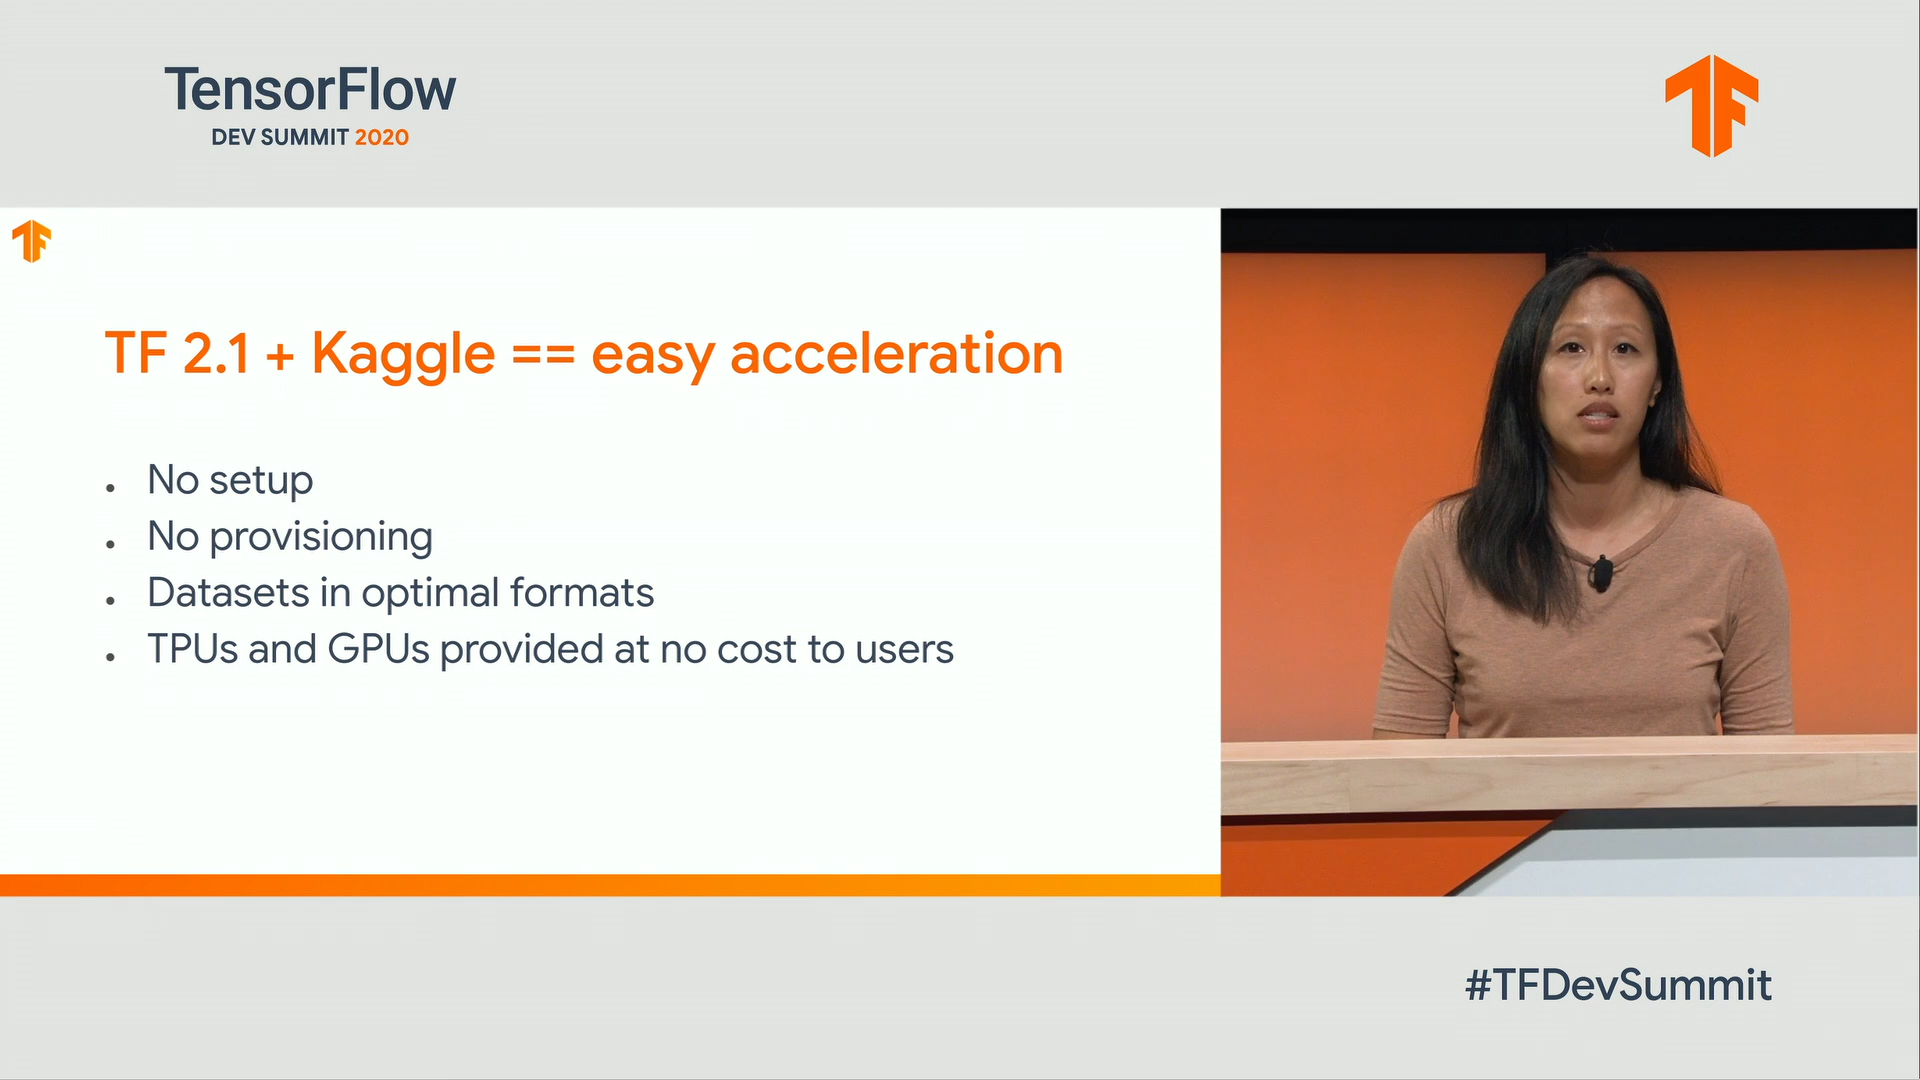 TensorFlow
DEV SUMMIT 2020
TF 2.1 + Kaggle == easy acceleration
No setup
No provisioning
Datasets in optimal formats
TPUs and GPUs provided at no cost to users
#TFDevSummit